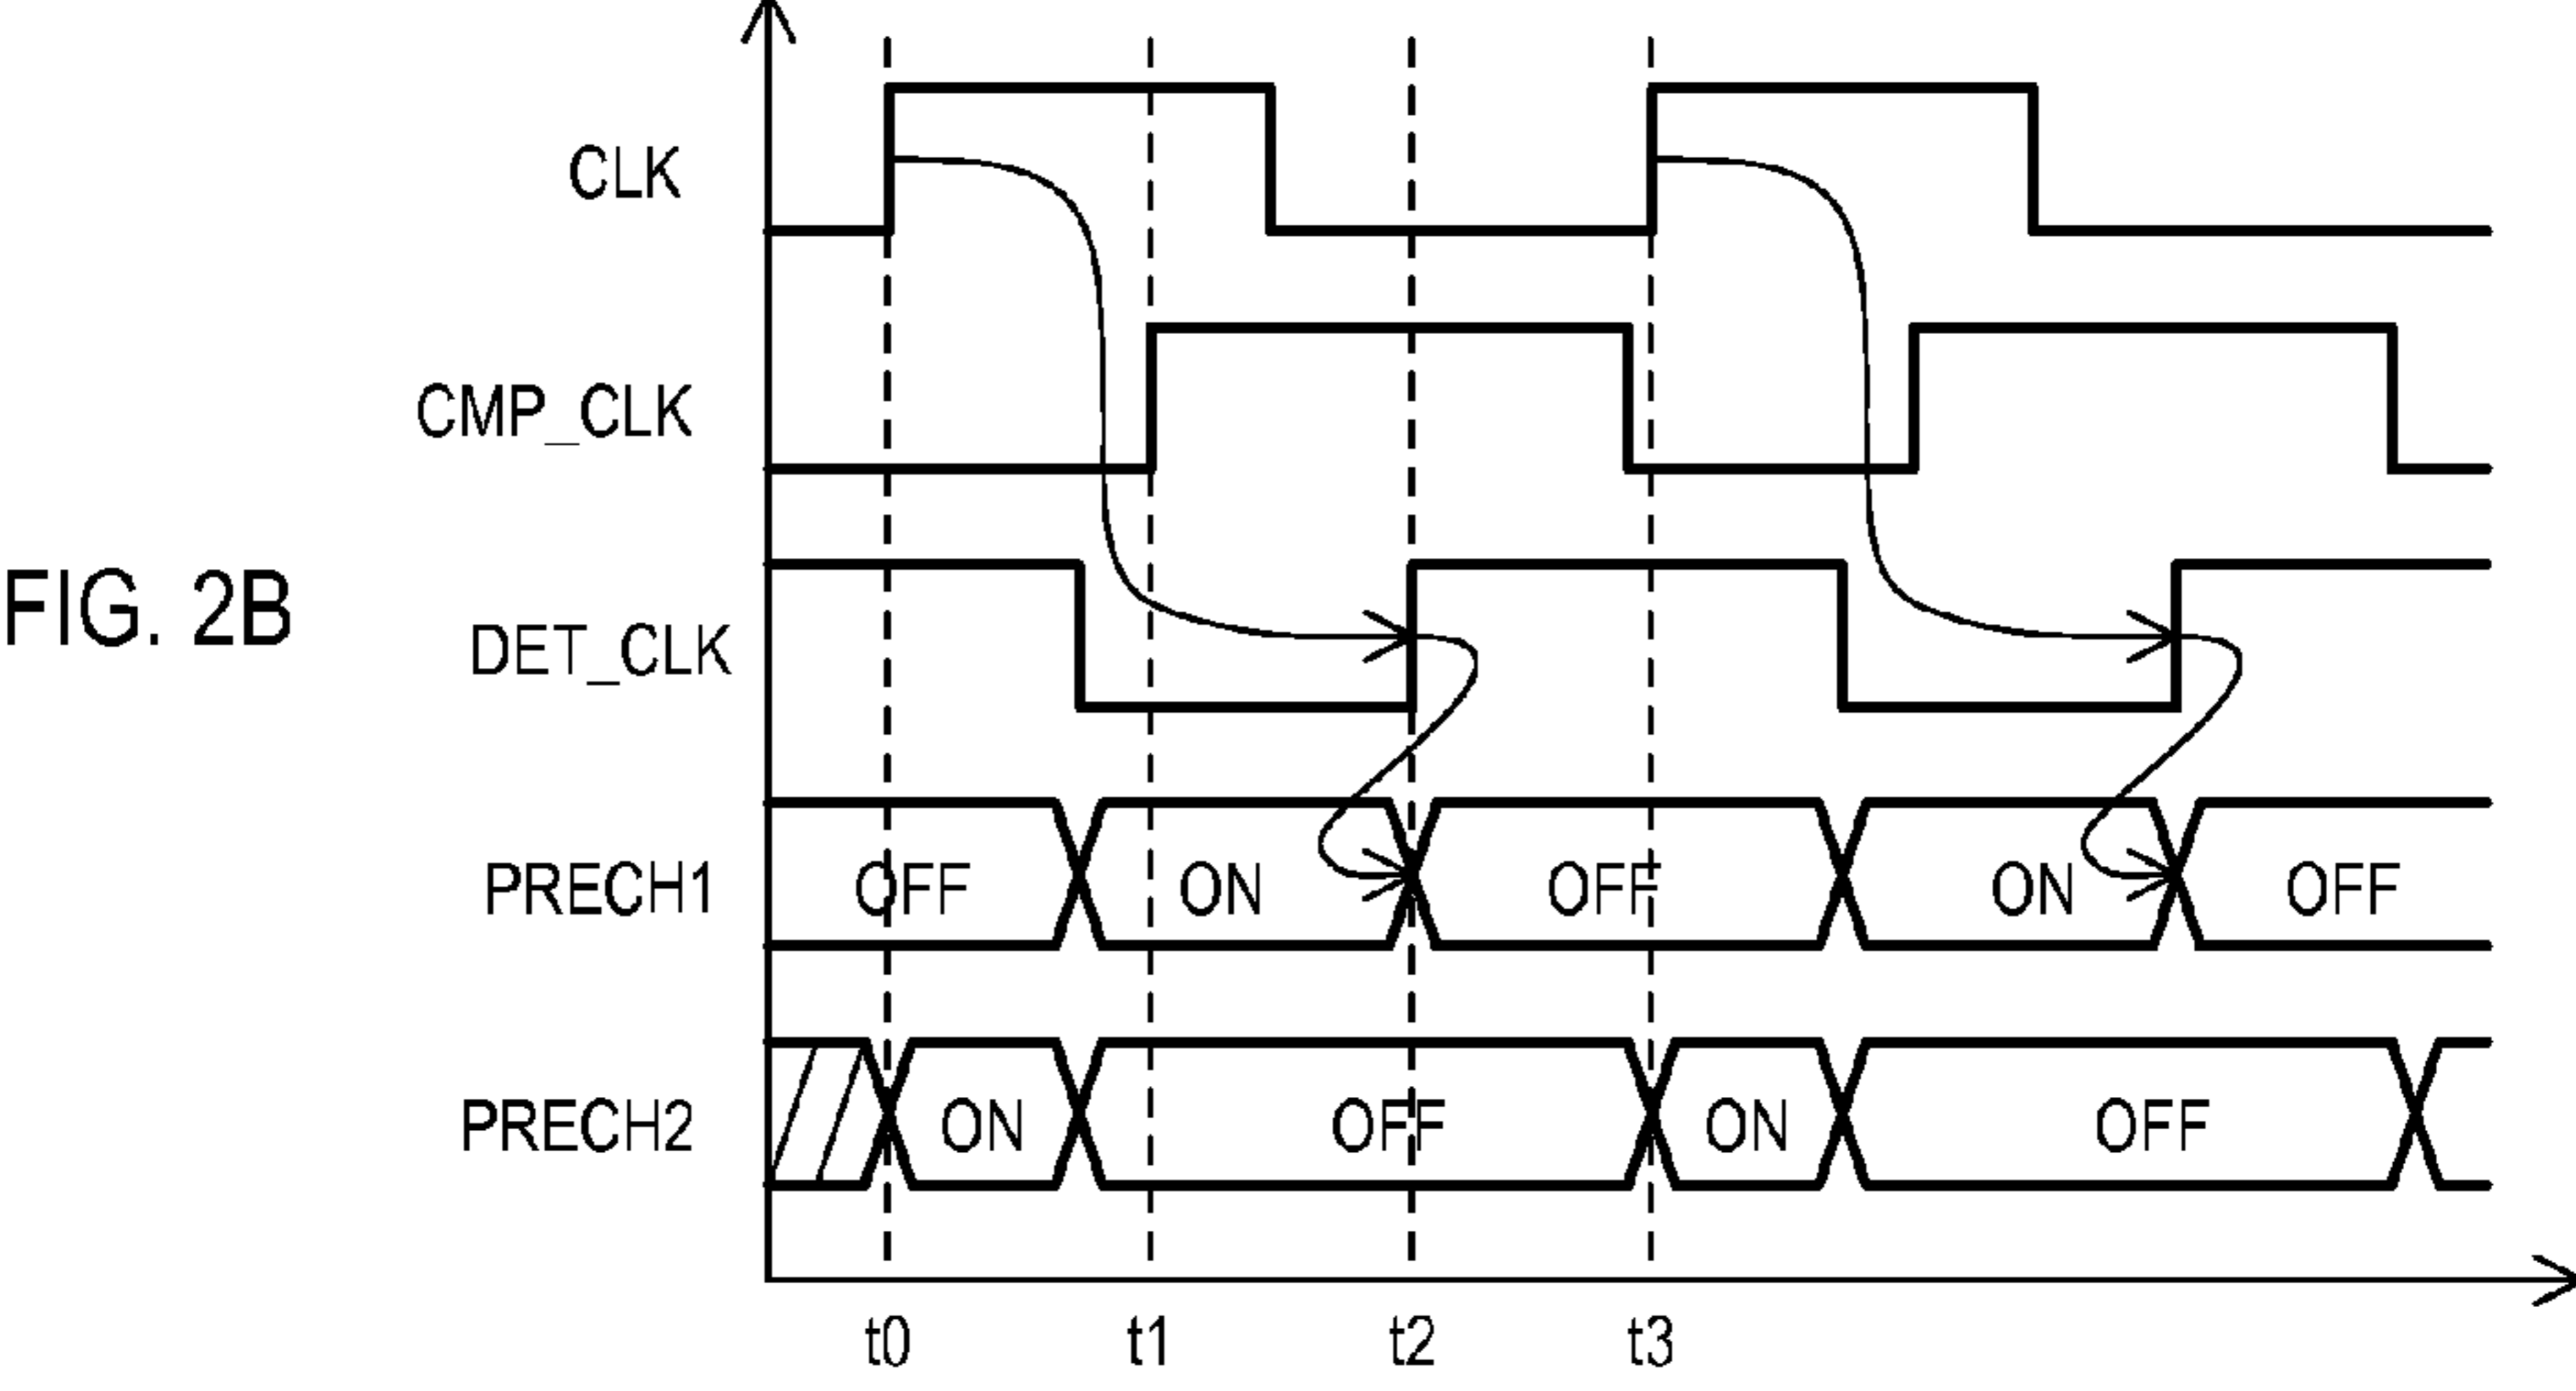 CLK
CMP_CLK
FIG. 2B
DET_CLK
PRECH1 OFF ON OFF ON OFF
PRECH2 ON OFF ON OFF
t0 t1 t2 t3